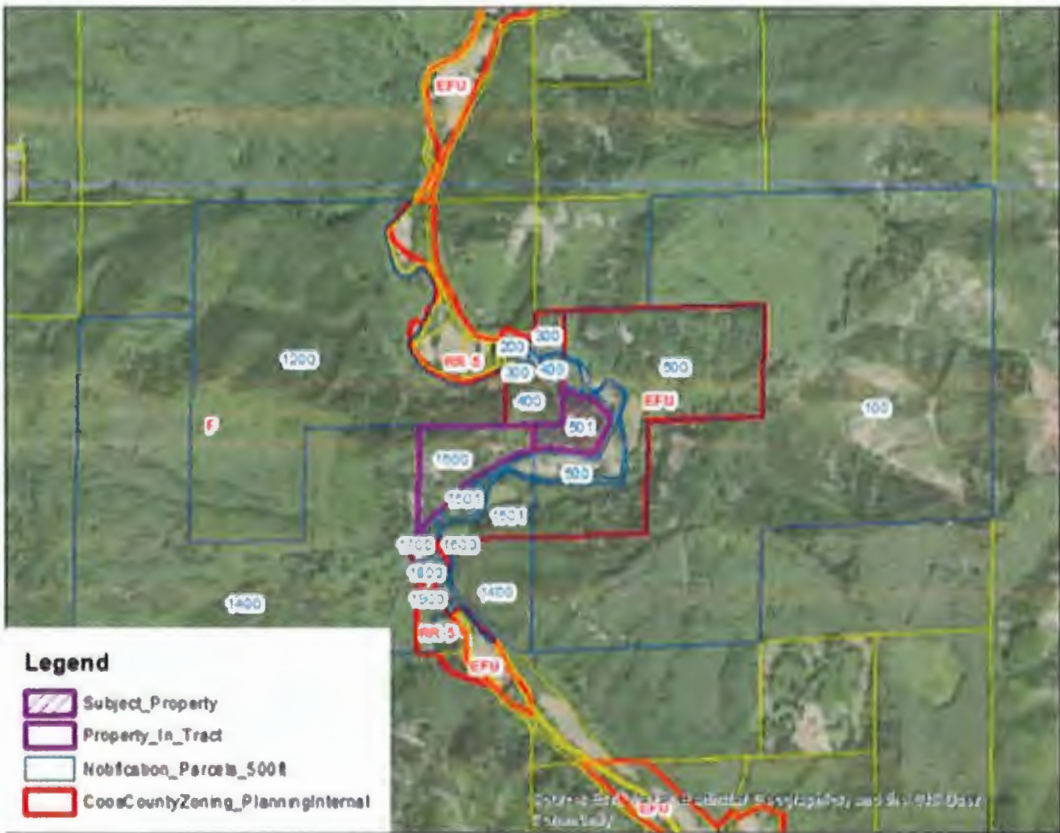 EFU
300
200
1200
RR-5
300
400
500
400
EFU
100
F
501
1500
500
1501
1501
1700
1600
1800
1400
1900
1400
RR-5
EFU
Legend
Subject_Property
Property_In_Tract
Notification_Parcels_500ft
CoosCountyZoning_PlanningInternal
EFU